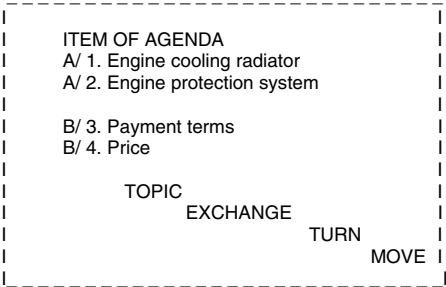 ITEM OF AGENDA
A/ 1. Engine cooling radiator
A/ 2. Engine protection system
B/ 3. Payment terms
B/ 4. Price
TOPIC
EXCHANGE
TURN
MOVE